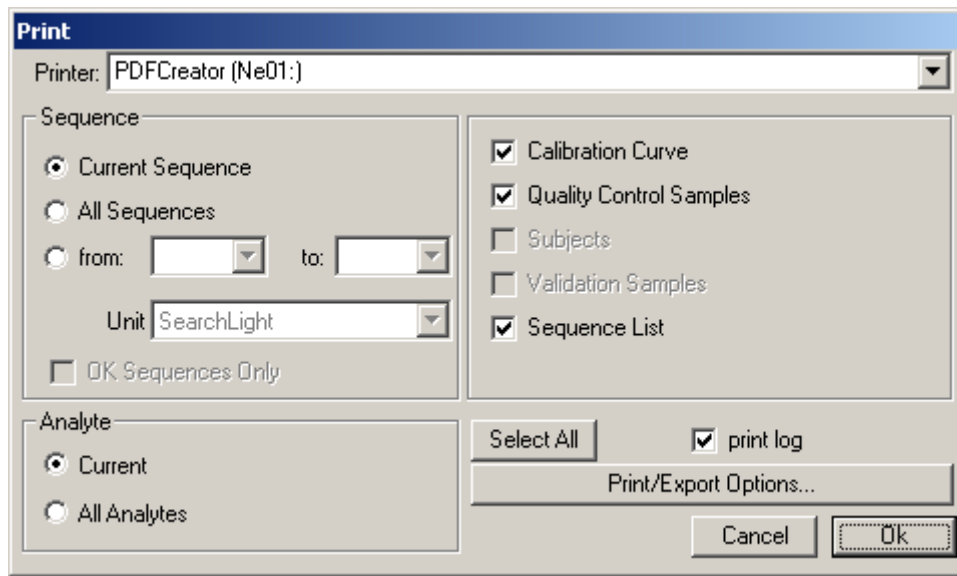 Print
Printer: PDFCreator (Ne01:)
Sequence
Current Sequence
All Sequences
from: to:
Unit SearchLight
OK Sequences Only
Calibration Curve
Quality Control Samples
Subjects
Validation Samples
Sequence List
Analyte
Current
All Analytes
Select All print log
Print/Export Options...
Cancel Ok